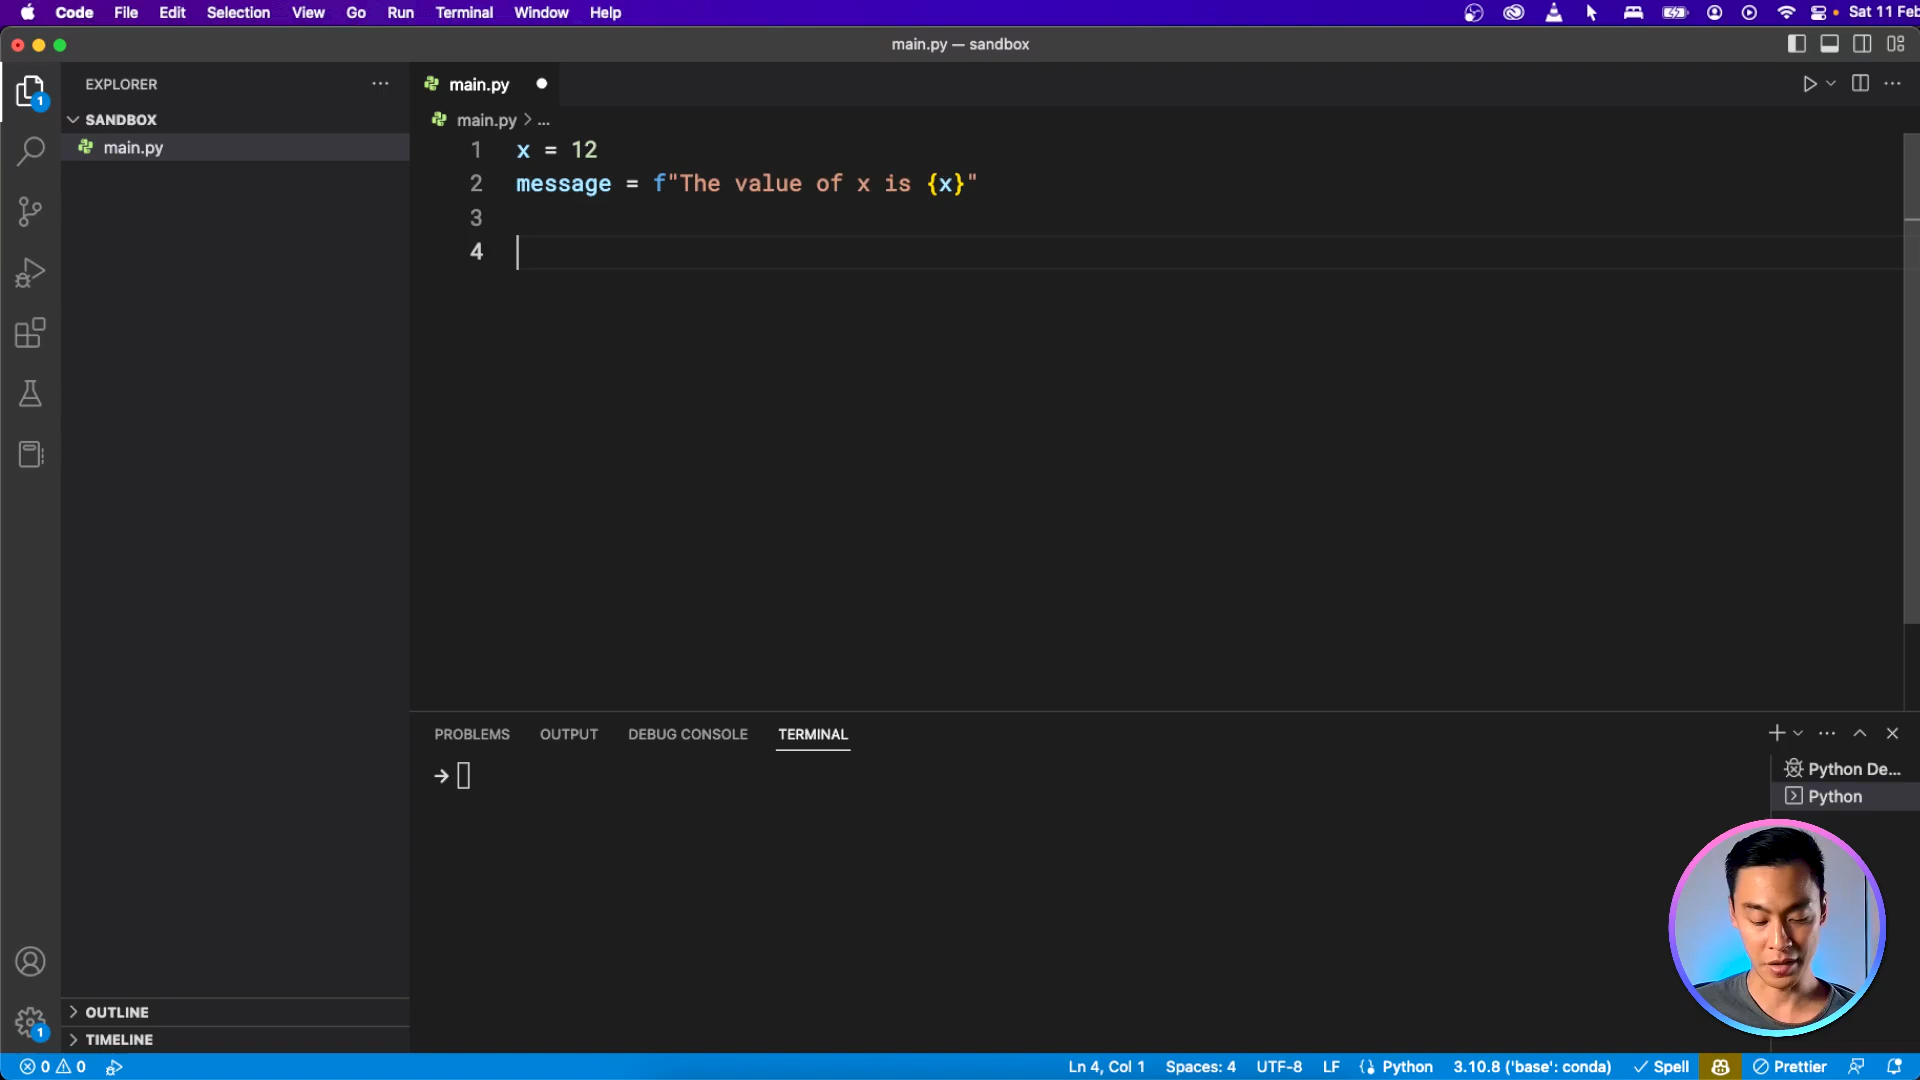 Code File Edit Selection View Go Run Terminal Window Help Sat 11 Feb
main.py — sandbox
EXPLORER
main.py
1
SANDBOX
main.py > ...
main.py
1 x = 12
2 message = f"The value of x is {x}"
3
4
PROBLEMS OUTPUT DEBUG CONSOLE TERMINAL
Python De...
Python
OUTLINE
1
TIMELINE
0 0 Ln 4, Col 1 Spaces: 4 UTF-8 LF Python 3.10.8 ('base': conda) Spell Prettier